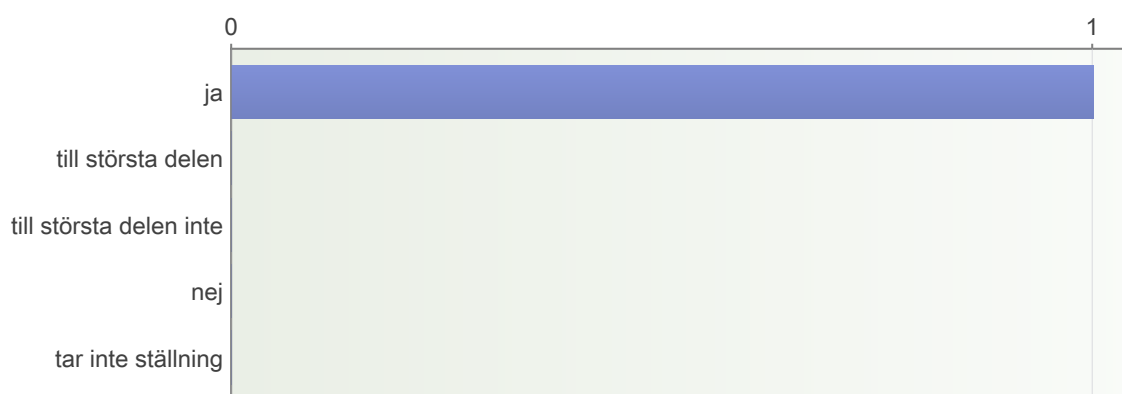 0 1
ja
till största delen
till största delen inte
nej
tar inte ställning